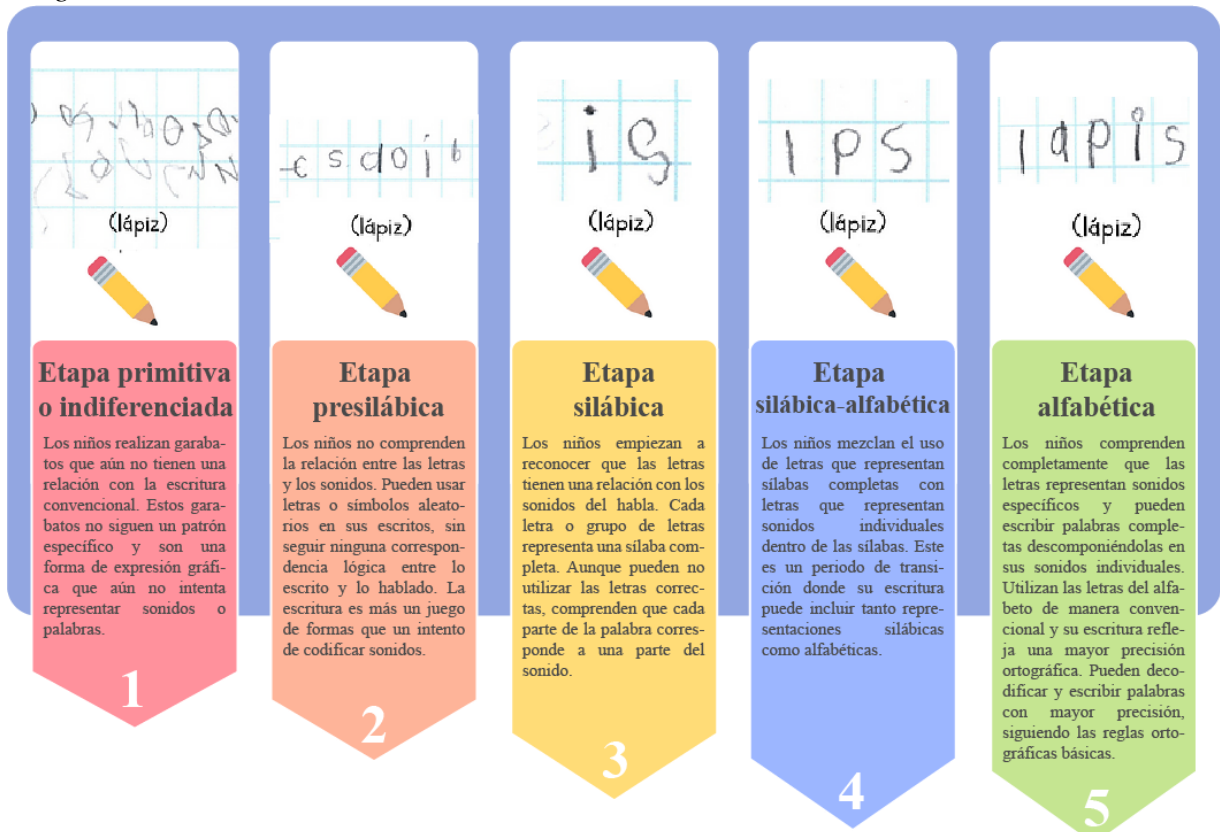 € s d o i b
i s
l p s
l a p i s
(lápiz)
(lápiz)
(lápiz)
(lápiz)
(lápiz)
Etapa primitiva
o indiferenciada
Los niños realizan garaba-
tos que aún no tienen una
relación con la escritura
convencional. Estos gara-
batos no siguen un patrón
específico y son una
forma de expresión gráfi-
ca que aún no intenta
representar sonidos o
palabras.
1
Etapa
presilábica
Los niños no comprenden
la relación entre las letras
y los sonidos. Pueden usar
letras o símbolos aleato-
rios en sus escritos, sin
seguir ninguna correspon-
dencia lógica entre lo
escrito y lo hablado. La
escritura es más un juego
de formas que un intento
de codificar sonidos.
2
Etapa
silábica
Los niños empiezan a
reconocer que las letras
tienen una relación con los
sonidos del habla. Cada
letra o grupo de letras
representa una sílaba com-
pleta. Aunque pueden no
utilizar las letras correc-
tas, comprenden que cada
parte de la palabra corres-
ponde a una parte del
sonido.
3
Etapa
silábica-alfabética
Los niños mezclan el uso
de letras que representan
sílabas completas con
letras que representan
sonidos individuales
dentro de las sílabas. Este
es un periodo de transi-
ción donde su escritura
puede incluir tanto repre-
sentaciones silábicas
como alfabéticas.
4
Etapa
alfabética
Los niños comprenden
completamente que las
letras representan sonidos
específicos y pueden
escribir palabras comple-
tas descomponiéndolas en
sus sonidos individuales.
Utilizan las letras del alfa-
beto de manera conven-
cional y su escritura refle-
ja una mayor precisión
ortográfica. Pueden deco-
dificar y escribir palabras
con mayor precisión,
siguiendo las reglas orto-
gráficas básicas.
5